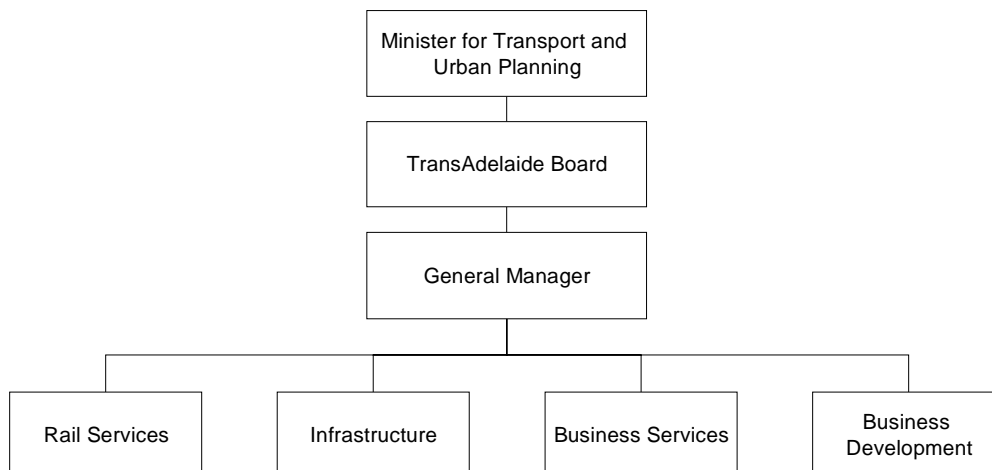 Minister for Transport and
Urban Planning
TransAdelaide Board
General Manager
Rail Services
Infrastructure
Business Services
Business
Development